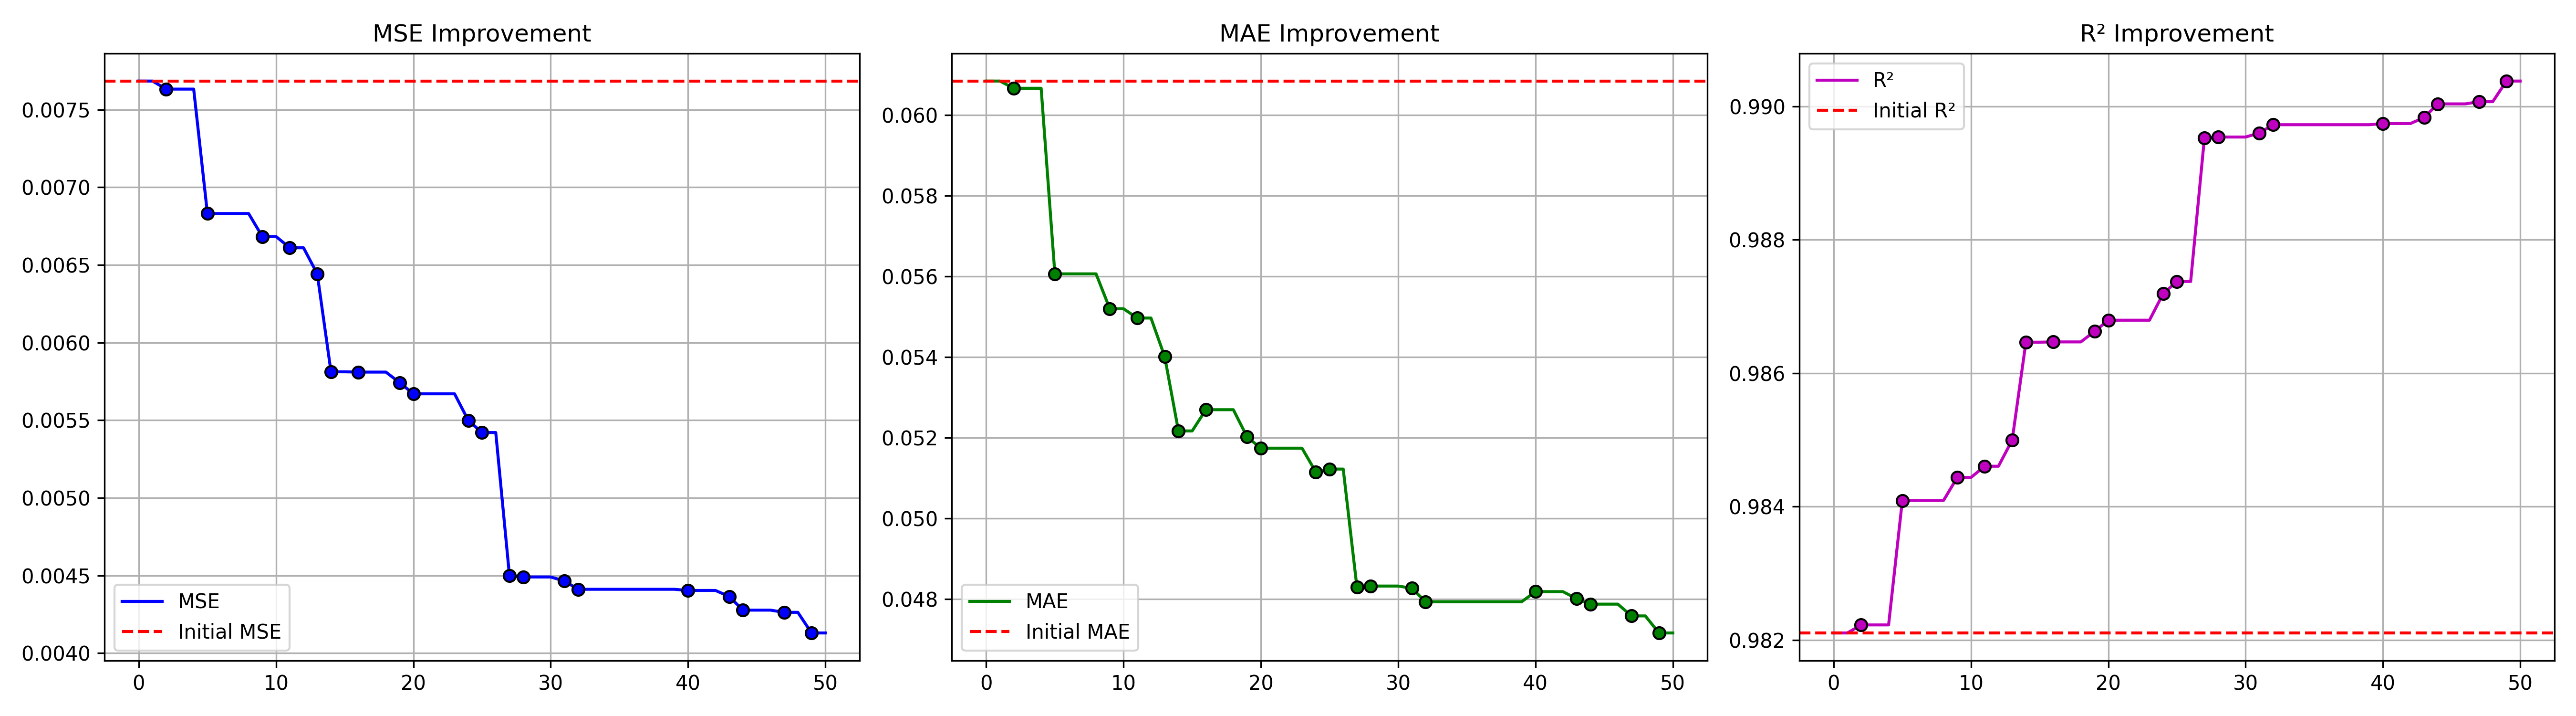 MSE Improvement
0.0075
0.0070
0.0065
0.0060
0.0055
0.0050
0.0045
0.0040
MSE
Initial MSE
0 10 20 30 40 50
MAE Improvement
0.060
0.058
0.056
0.054
0.052
0.050
0.048
MAE
Initial MAE
0 10 20 30 40 50
R² Improvement
R²
Initial R²
0.990
0.988
0.986
0.984
0.982
0 10 20 30 40 50